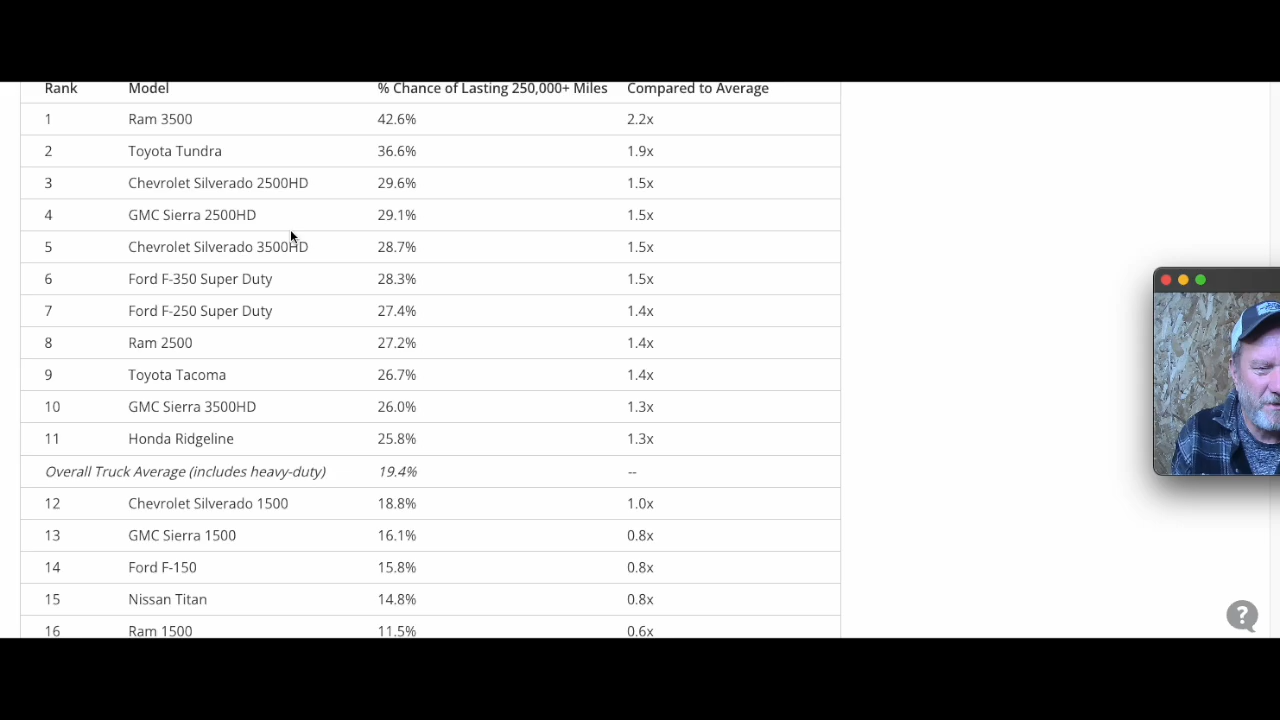 Rank Model % Chance of Lasting 250,000+ Miles Compared to Average
1 Ram 3500 42.6% 2.2x
2 Toyota Tundra 36.6% 1.9x
3 Chevrolet Silverado 2500HD 29.6% 1.5x
4 GMC Sierra 2500HD 29.1% 1.5x
5 Chevrolet Silverado 3500HD 28.7% 1.5x
6 Ford F-350 Super Duty 28.3% 1.5x
7 Ford F-250 Super Duty 27.4% 1.4x
8 Ram 2500 27.2% 1.4x
9 Toyota Tacoma 26.7% 1.4x
10 GMC Sierra 3500HD 26.0% 1.3x
11 Honda Ridgeline 25.8% 1.3x
Overall Truck Average (includes heavy-duty) 19.4% --
12 Chevrolet Silverado 1500 18.8% 1.0x
13 GMC Sierra 1500 16.1% 0.8x
14 Ford F-150 15.8% 0.8x
15 Nissan Titan 14.8% 0.8x
16 Ram 1500 11.5% 0.6x
?